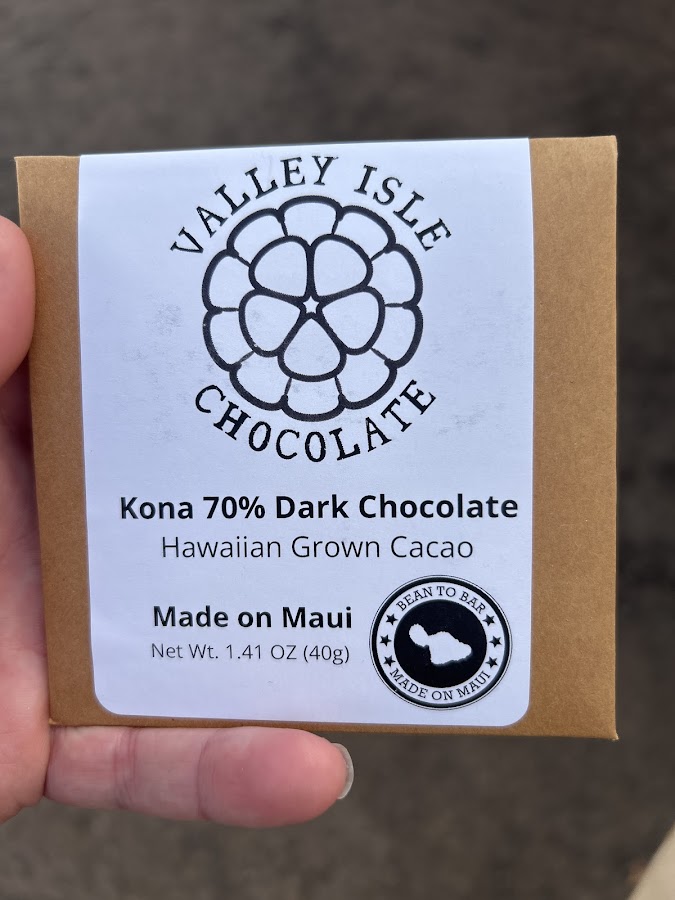 VALLEY ISLE
CHOCOLATE
Kona 70% Dark Chocolate
Hawaiian Grown Cacao
Made on Maui
Net Wt. 1.41 OZ (40g)
BEAN TO BAR
MADE ON MAUI